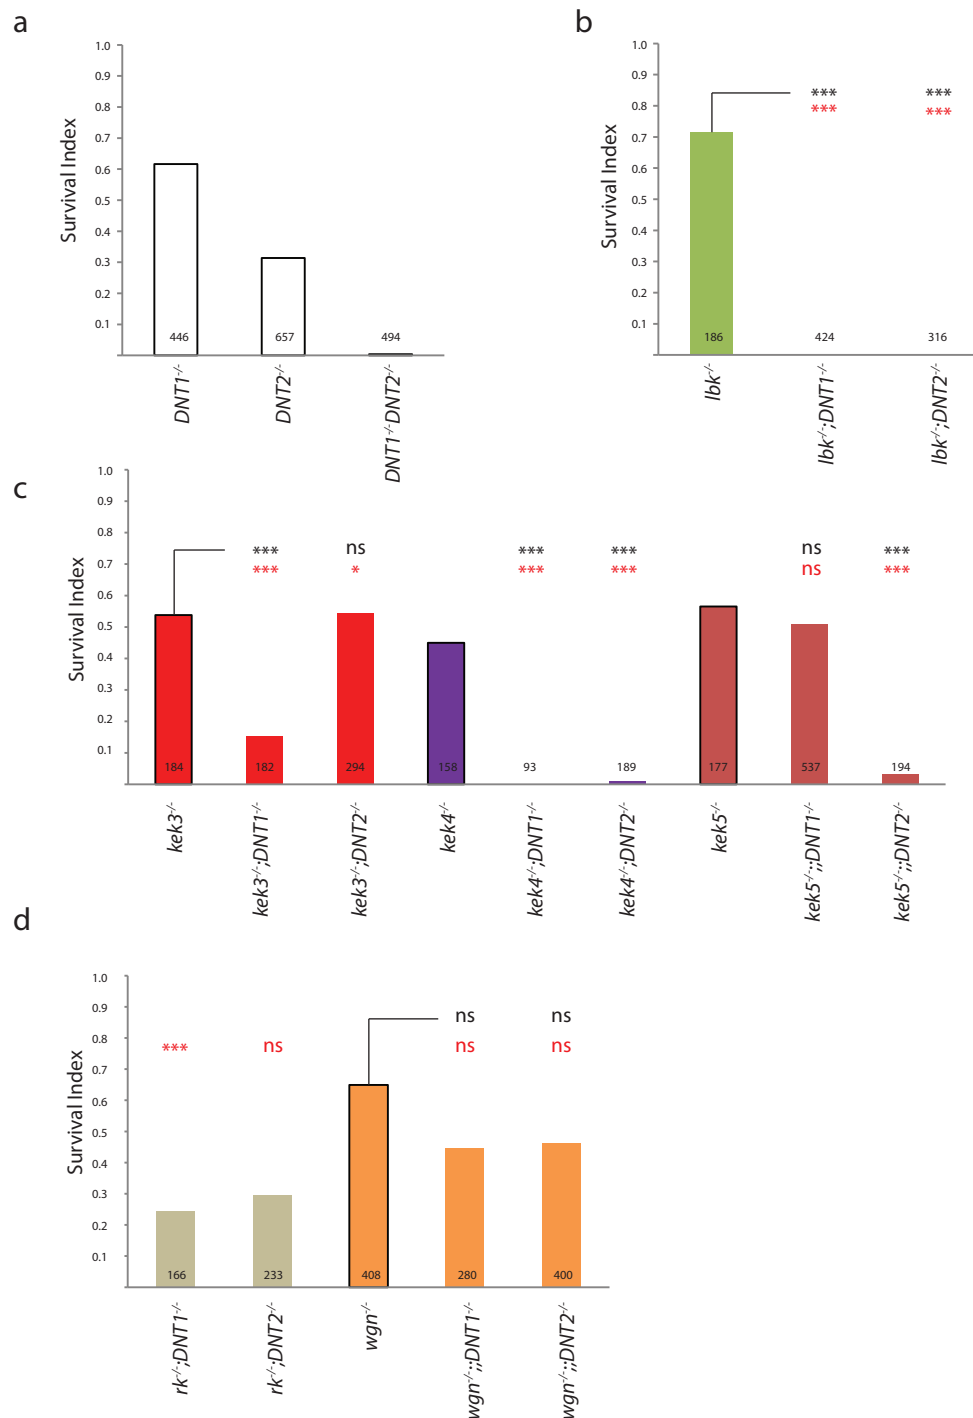 a
Survival Index
1.0
0.9
0.8
0.7
0.6
0.5
0.4
0.3
0.2
0.1
446
657
494
DNT1-/-
DNT2-/-
DNT1-/-DNT2-/-
b
Survival Index
1.0
0.9
0.8
0.7
0.6
0.5
0.4
0.3
0.2
0.1
*** ***
*** ***
186
424
316
lbk-/-
lbk-/-;DNT1-/-
lbk-/-;DNT2-/-
c
Survival Index
1.0
0.9
0.8
0.7
0.6
0.5
0.4
0.3
0.2
0.1
*** ns *** *** ns ***
*** * *** *** ns ***
184
182
294
158
93
189
177
537
194
kek3-/-
kek3-/-;DNT1-/-
kek3-/-;DNT2-/-
kek4-/-
kek4-/-;DNT1-/-
kek4-/-;DNT2-/-
kek5-/-
kek5-/-;;DNT1-/-
kek5-/-;;DNT2-/-
d
Survival Index
1.0
0.9
0.8
0.7
0.6
0.5
0.4
0.3
0.2
0.1
ns ns
*** ns ns ns
166
233
408
280
400
rk-/-;DNT1-/-
rk-/-;DNT2-/-
wgn-/-
wgn-/-;;DNT1-/-
wgn-/-;;DNT2-/-